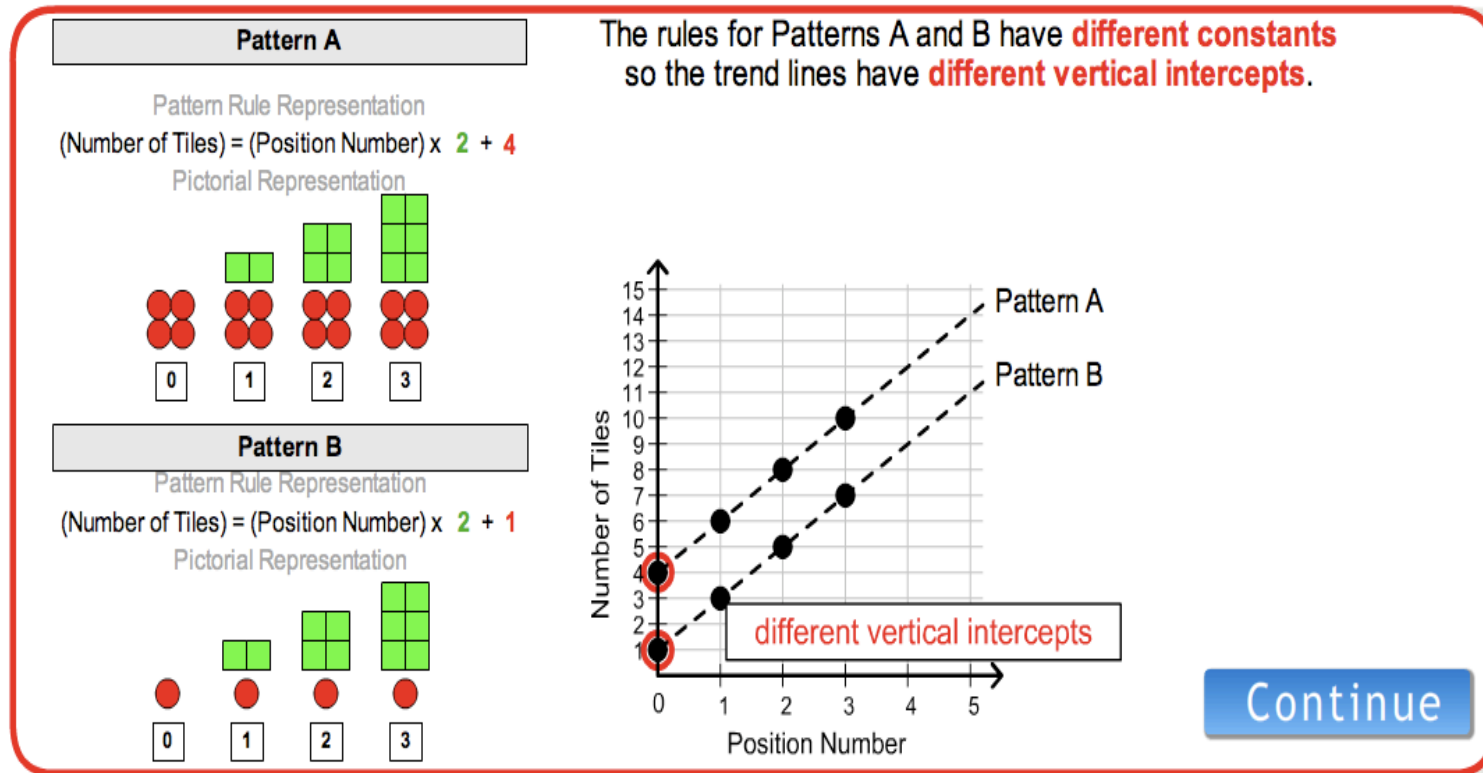 Pattern A
Pattern Rule Representation
(Number of Tiles) = (Position Number) x 2 + 4
Pictorial Representation
0 1 2 3
Pattern B
Pattern Rule Representation
(Number of Tiles) = (Position Number) x 2 + 1
Pictorial Representation
0 1 2 3
The rules for Patterns A and B have different constants
so the trend lines have different vertical intercepts.
Number of Tiles
15
14
13
12
11
10
9
8
7
6
5
4
3
2
1
Pattern A
Pattern B
different vertical intercepts
0 1 2 3 4 5
Position Number
Continue